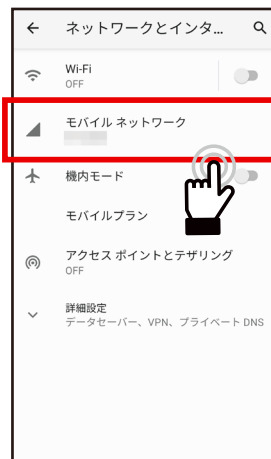 ネットワークとインタ...
Wi-Fi
OFF
モバイル ネットワーク
機内モード
モバイルプラン
アクセス ポイントとテザリング
OFF
詳細設定
データセーバー、VPN、プライベート DNS